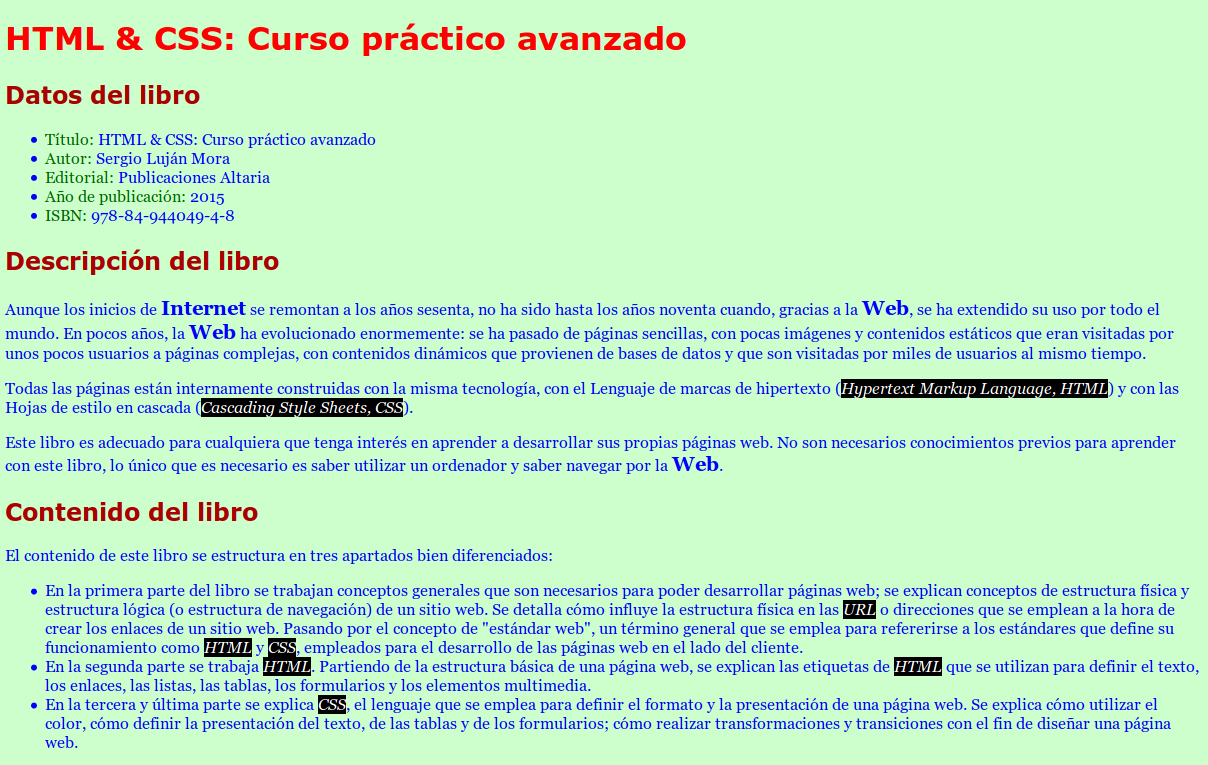 HTML & CSS: Curso práctico avanzado
Datos del libro
• Título: HTML & CSS: Curso práctico avanzado
• Autor: Sergio Luján Mora
• Editorial: Publicaciones Altaria
• Año de publicación: 2015
• ISBN: 978-84-944049-4-8
Descripción del libro
Aunque los inicios de Internet se remontan a los años sesenta, no ha sido hasta los años noventa cuando, gracias a la Web, se ha extendido su uso por todo el
mundo. En pocos años, la Web ha evolucionado enormemente: se ha pasado de páginas sencillas, con pocas imágenes y contenidos estáticos que eran visitadas por
unos pocos usuarios a páginas complejas, con contenidos dinámicos que provienen de bases de datos y que son visitadas por miles de usuarios al mismo tiempo.
Todas las páginas están internamente construidas con la misma tecnología, con el Lenguaje de marcas de hipertexto (Hypertext Markup Language, HTML) y con las
Hojas de estilo en cascada (Cascading Style Sheets, CSS).
Este libro es adecuado para cualquiera que tenga interés en aprender a desarrollar sus propias páginas web. No son necesarios conocimientos previos para aprender
con este libro, lo único que es necesario es saber utilizar un ordenador y saber navegar por la Web.
Contenido del libro
El contenido de este libro se estructura en tres apartados bien diferenciados:
• En la primera parte del libro se trabajan conceptos generales que son necesarios para poder desarrollar páginas web; se explican conceptos de estructura física y
estructura lógica (o estructura de navegación) de un sitio web. Se detalla cómo influye la estructura física en las URL o direcciones que se emplean a la hora de
crear los enlaces de un sitio web. Pasando por el concepto de "estándar web", un término general que se emplea para refererirse a los estándares que define su
funcionamiento como HTML y CSS, empleados para el desarrollo de las páginas web en el lado del cliente.
• En la segunda parte se trabaja HTML. Partiendo de la estructura básica de una página web, se explican las etiquetas de HTML que se utilizan para definir el texto,
los enlaces, las listas, las tablas, los formularios y los elementos multimedia.
• En la tercera y última parte se explica CSS, el lenguaje que se emplea para definir el formato y la presentación de una página web. Se explica cómo utilizar el
color, cómo definir la presentación del texto, de las tablas y de los formularios; cómo realizar transformaciones y transiciones con el fin de diseñar una página
web.